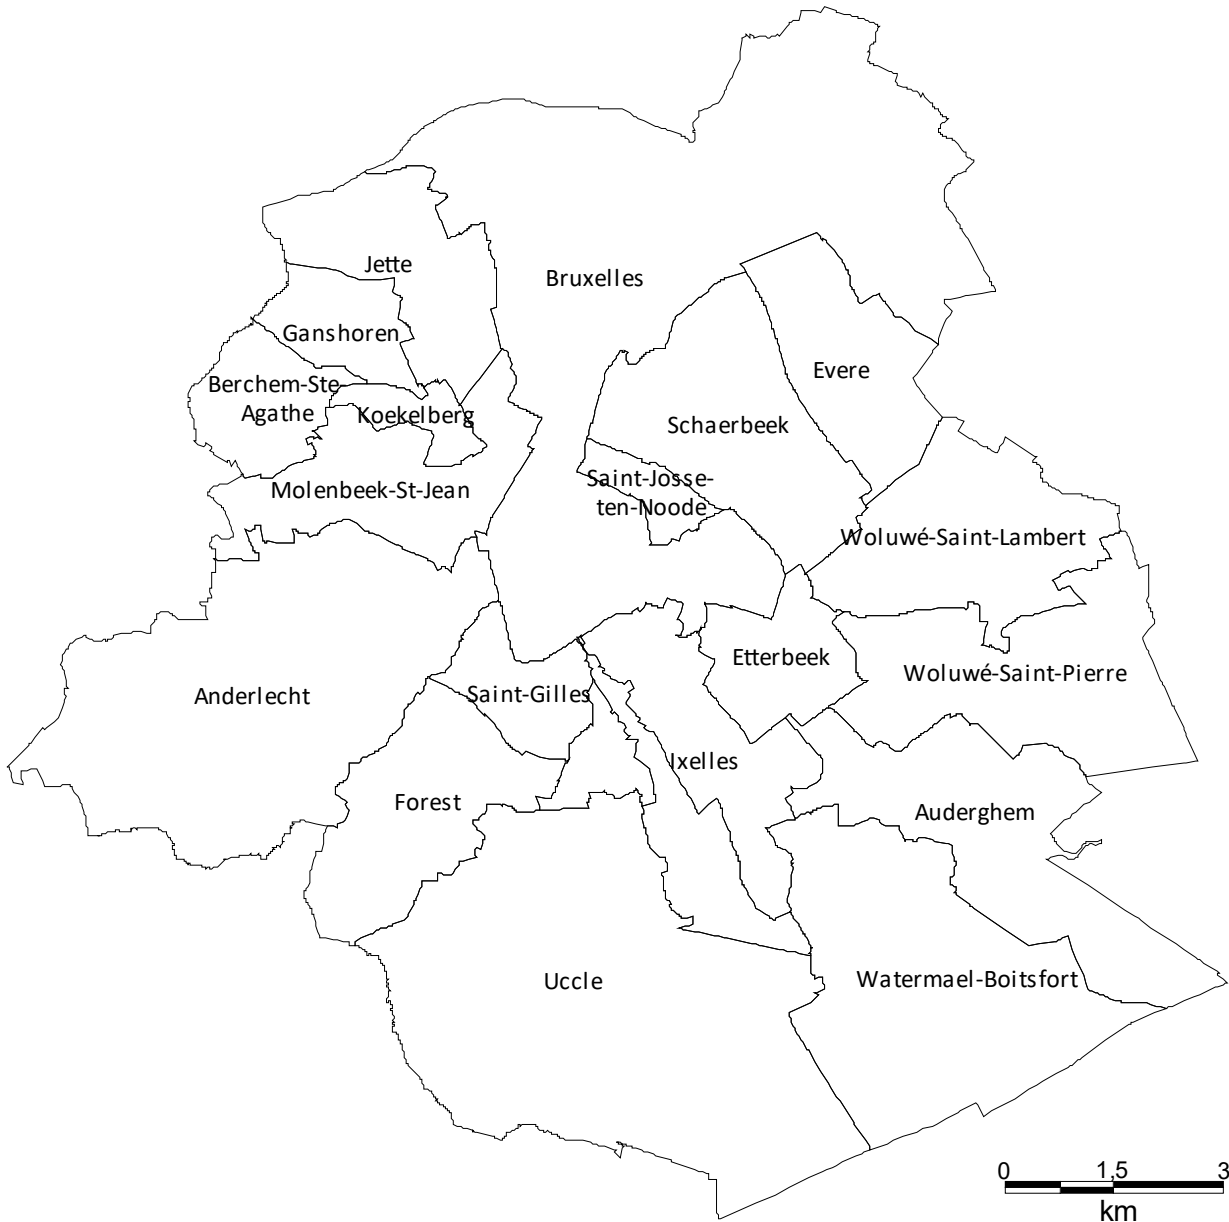 Jette
Bruxelles
Ganshoren
Evere
Berchem-Ste-
Agathe
Koekelberg
Schaerbeek
Saint-Josse-
ten-Noode
Molenbeek-St-Jean
Woluwé-Saint-Lambert
Etterbeek
Woluwé-Saint-Pierre
Anderlecht
Saint-Gilles
Ixelles
Forest
Auderghem
Uccle
Watermael-Boitsfort
0 1,5 3
km